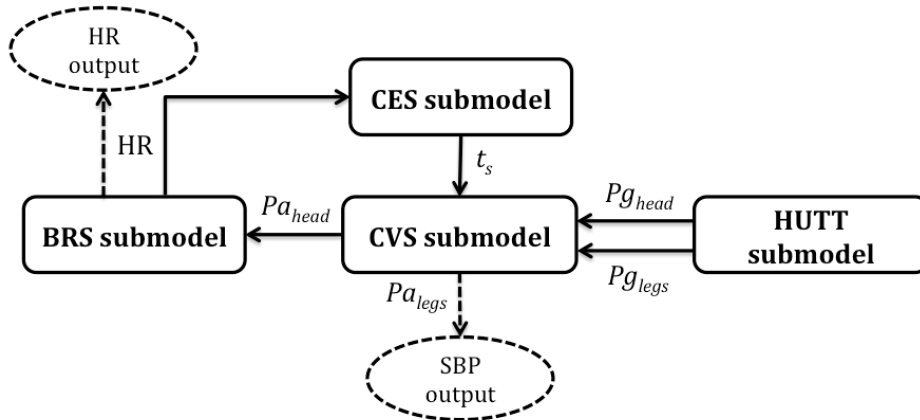 HR
output
CES submodel
HR
t_s
Pa_head
Pg_head
BRS submodel
CVS submodel
HUTT
submodel
Pa_legs
Pg_legs
SBP
output